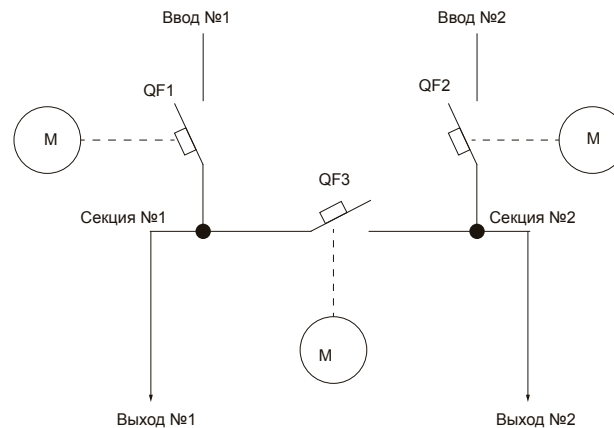 Ввод №1
Ввод №2
QF1
QF2
M
M
QF3
Секция №1
Секция №2
M
Выход №1
Выход №2